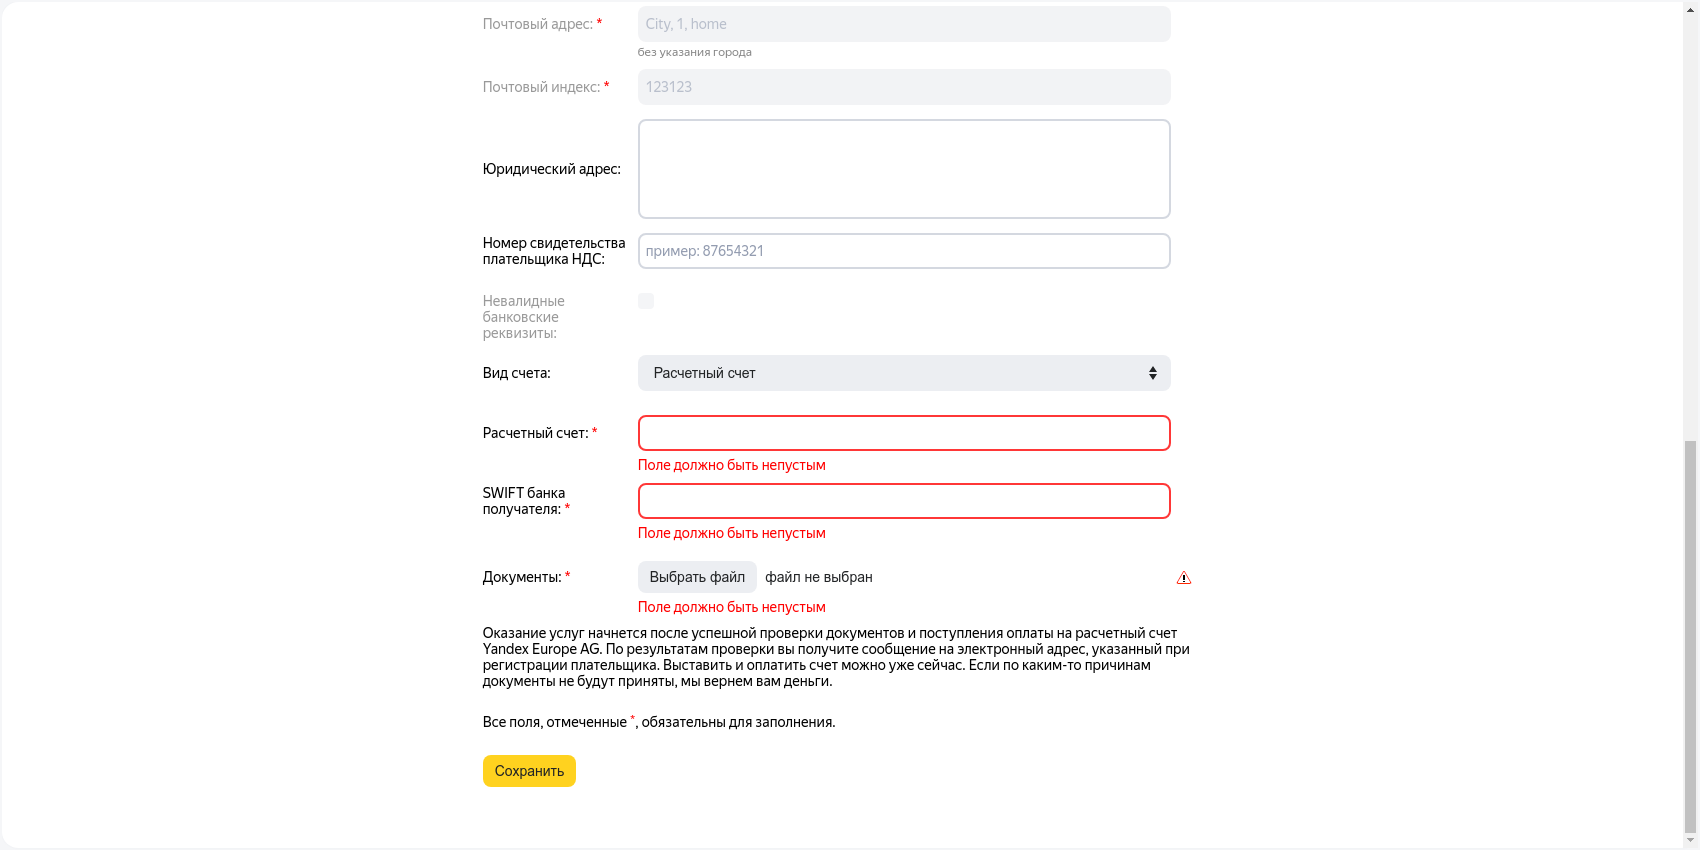 Почтовый адрес: *
City, 1, home
без указания города
Почтовый индекс: *
123123
Юридический адрес:
Номер свидетельства
плательщика НДС:
пример: 87654321
Невалидные
банковские
реквизиты:
Вид счета:
Расчетный счет
Расчетный счет: *
Поле должно быть непустым
SWIFT банка
получателя: *
Поле должно быть непустым
Документы: *
Выбрать файл
файл не выбран
Поле должно быть непустым
Оказание услуг начнется после успешной проверки документов и поступления оплаты на расчетный счет
Yandex Europe AG. По результатам проверки вы получите сообщение на электронный адрес, указанный при
регистрации плательщика. Выставить и оплатить счет можно уже сейчас. Если по каким-то причинам
документы не будут приняты, мы вернем вам деньги.
Все поля, отмеченные *, обязательны для заполнения.
Сохранить